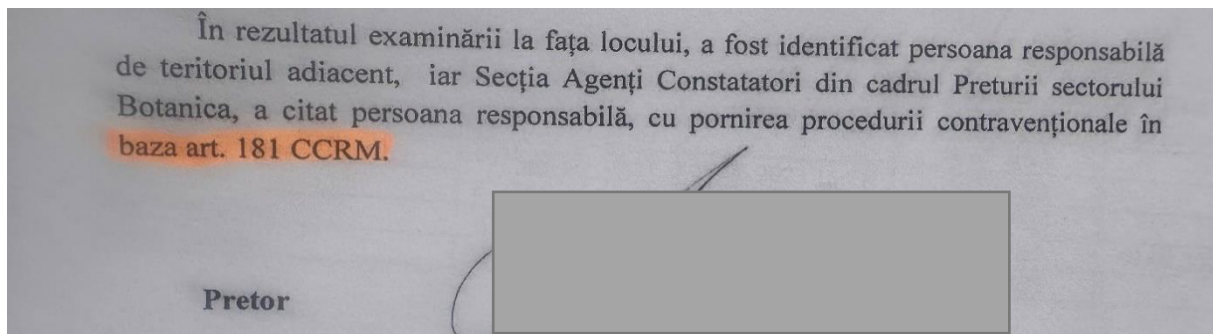 În rezultatul examinării la fața locului, a fost identificat persoana responsabilă
de teritoriul adiacent, iar Secția Agenți Constatatori din cadrul Preturii sectorului
Botanica, a citat persoana responsabilă, cu pornirea procedurii contravenționale în
baza art. 181 CCRM.
Pretor